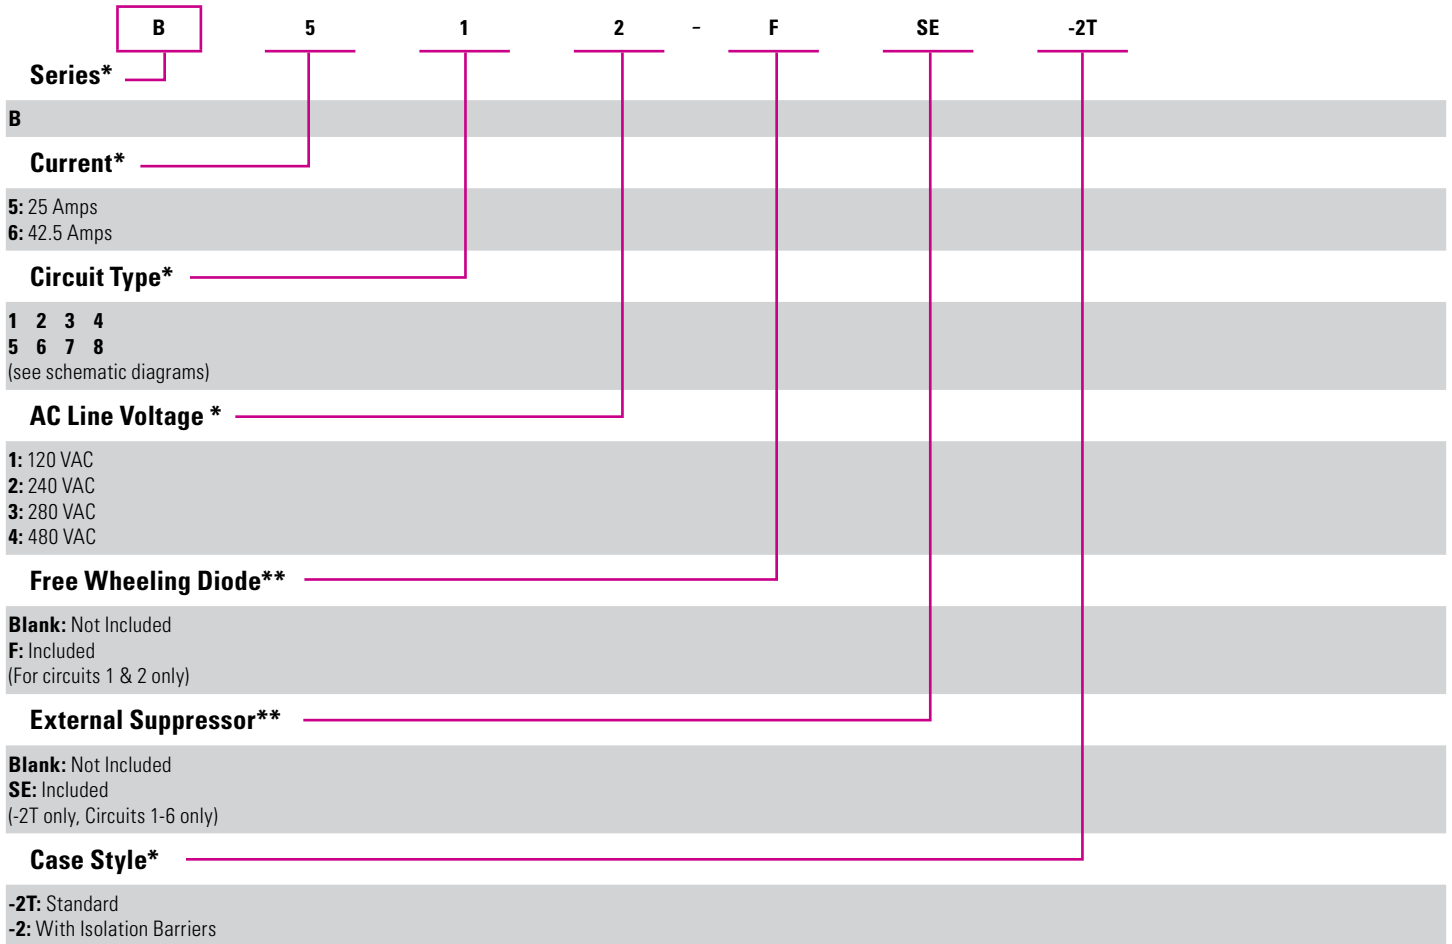 B 5 1 2 – F SE -2T
Series*
B
Current*
5: 25 Amps
6: 42.5 Amps
Circuit Type*
1 2 3 4
5 6 7 8
(see schematic diagrams)
AC Line Voltage *
1: 120 VAC
2: 240 VAC
3: 280 VAC
4: 480 VAC
Free Wheeling Diode**
Blank: Not Included
F: Included
(For circuits 1 & 2 only)
External Suppressor**
Blank: Not Included
SE: Included
(-2T only, Circuits 1-6 only)
Case Style*
-2T: Standard
-2: With Isolation Barriers